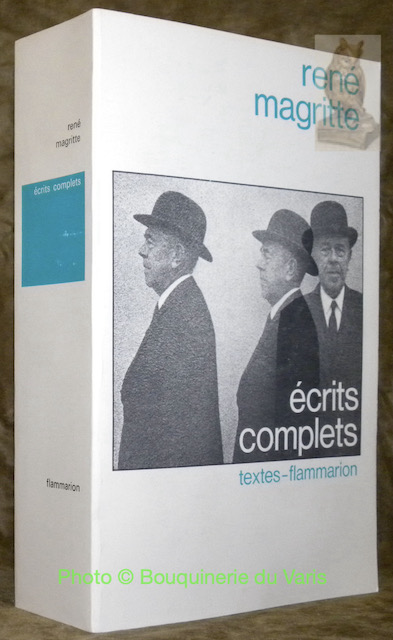 rené
magritte
écrits complets
flammarion
rené
magritte
écrits
complets
textes-flammarion
Photo © Bouquinerie du Varis